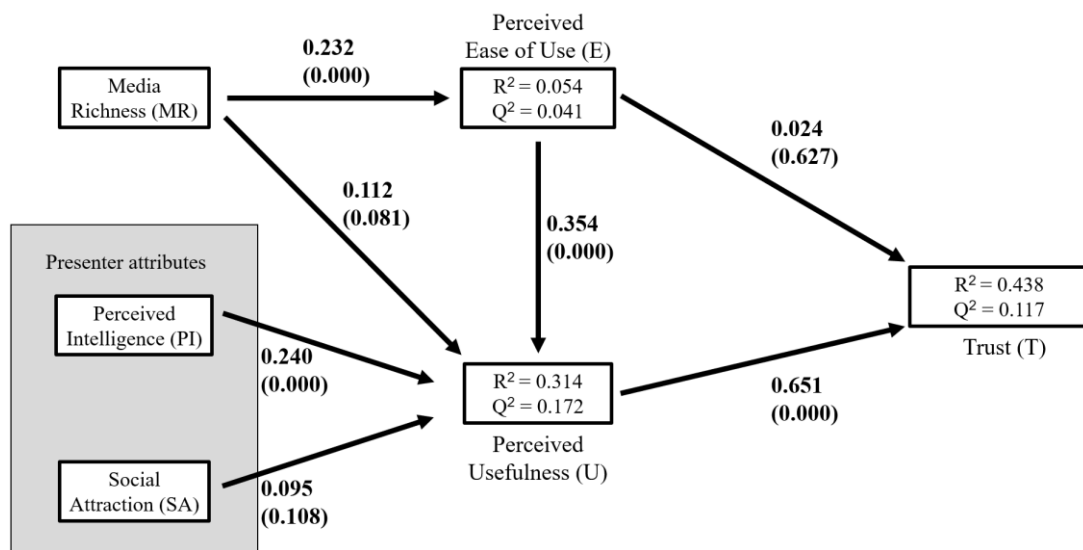 Perceived
Ease of Use (E)
0.232
(0.000)
Media
Richness (MR)
R² = 0.054
Q² = 0.041
0.024
(0.627)
0.112
(0.081)
0.354
(0.000)
Presenter attributes
Perceived
Intelligence (PI)
R² = 0.438
Q² = 0.117
Trust (T)
0.240
(0.000)
R² = 0.314
Q² = 0.172
0.651
(0.000)
Perceived
Usefulness (U)
Social
Attraction (SA)
0.095
(0.108)